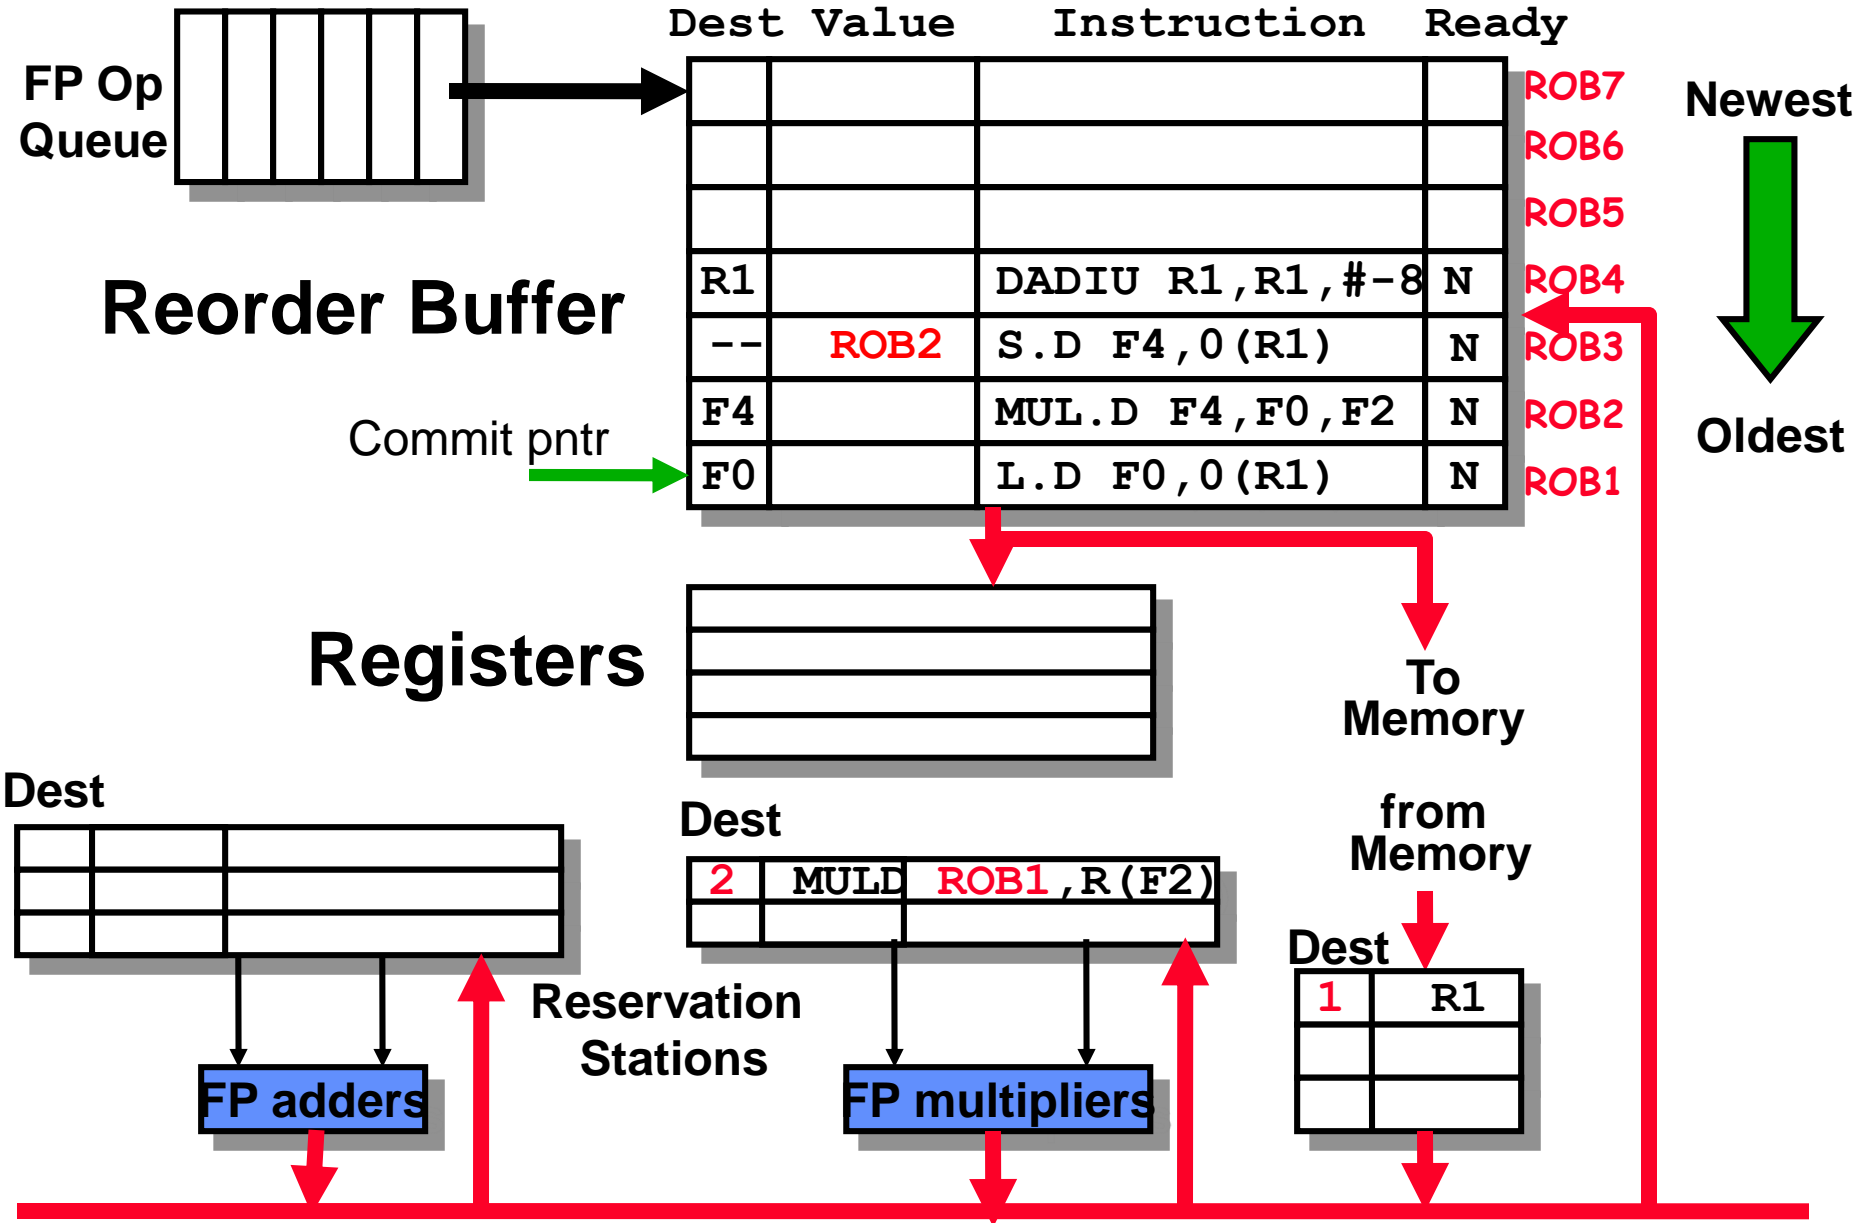 Dest Value Instruction Ready
FP Op
Queue
ROB7
Newest
ROB6
ROB5
Reorder Buffer
R1 DADIU R1,R1,#-8 N ROB4
-- ROB2 S.D F4,0(R1) N ROB3
F4 MUL.D F4,F0,F2 N ROB2
Oldest
Commit pntr
F0 L.D F0,0(R1) N ROB1
Registers
To
Memory
Dest
Dest
from
Memory
2 MULD ROB1,R(F2)
Dest
1 R1
Reservation
Stations
FP adders
FP multipliers